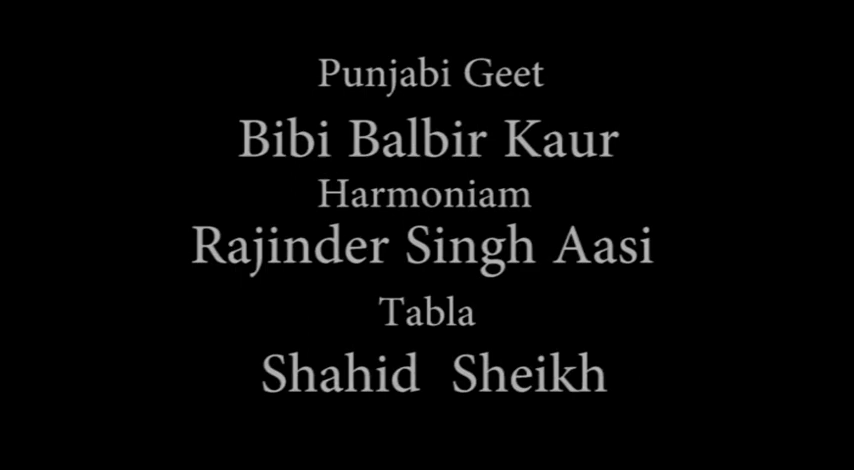 Punjabi Geet
Bibi Balbir Kaur
Harmoniam
Rajinder Singh Aasi
Tabla
Shahid Sheikh